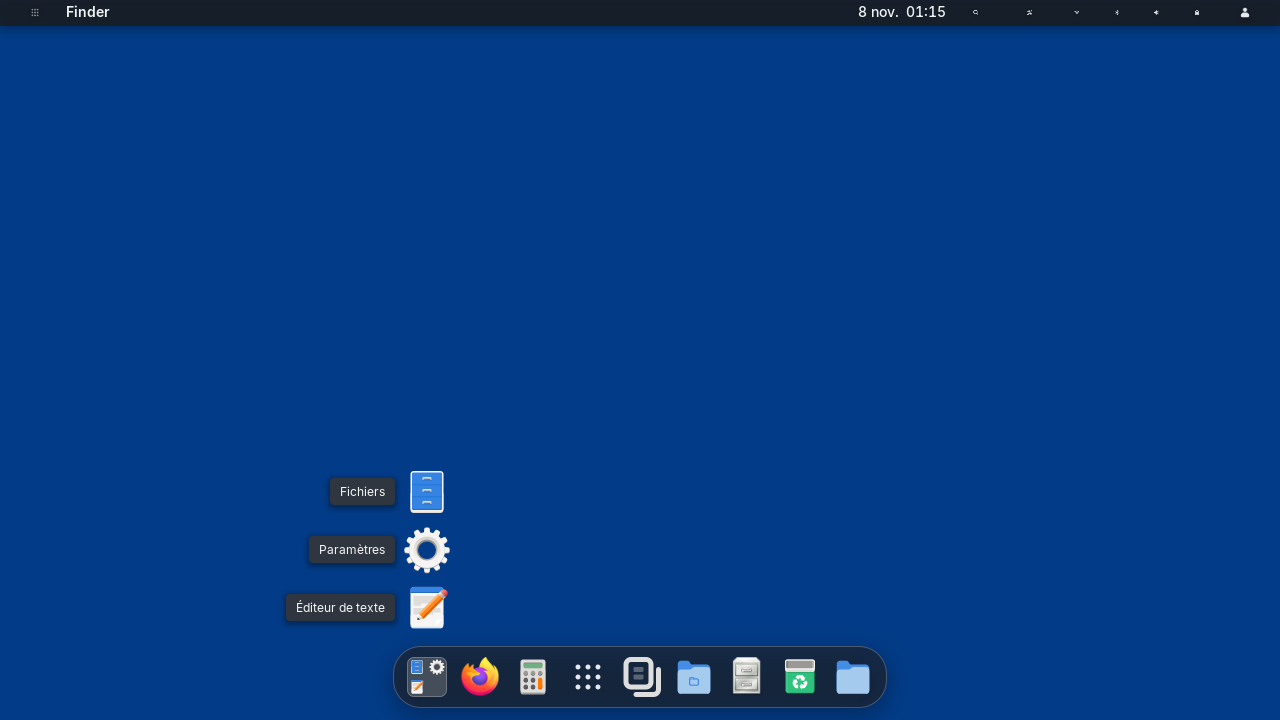 Finder
8 nov. 01:15
Fichiers
Paramètres
Éditeur de texte